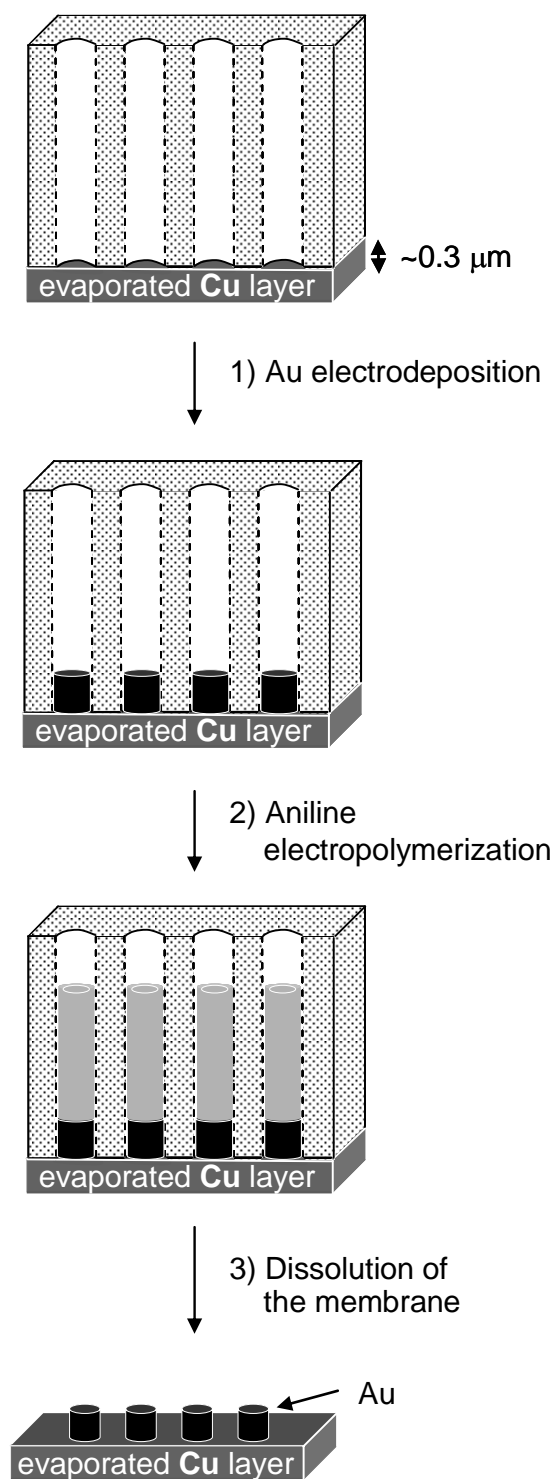 evaporated Cu layer
~0.3 μm
1) Au electrodeposition
evaporated Cu layer
2) Aniline
electropolymerization
evaporated Cu layer
3) Dissolution of
the membrane
Au
evaporated Cu layer